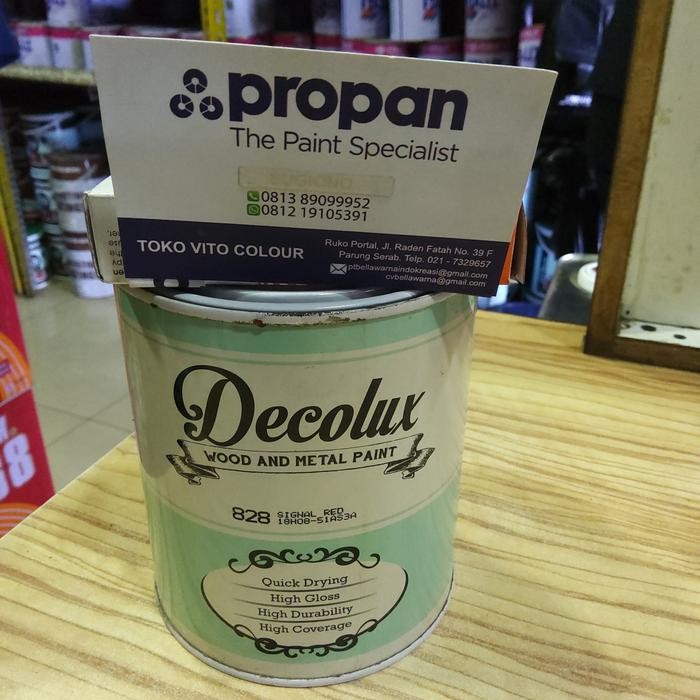 propan
The Paint Specialist
SUGIONO
0813 89099952
0812 19105391
TOKO VITO COLOUR
Ruko Portal, Jl. Raden Fatah No. 39 F
Parung Serab. Telp. 021 - 7329657
ptbellawarnaindokreasi@gmail.com
cvbellawarna@gmail.com
Decolux
WOOD AND METAL PAINT
828 SIGNAL RED
18H08-51AS3A
Quick Drying
High Gloss
High Durability
High Coverage